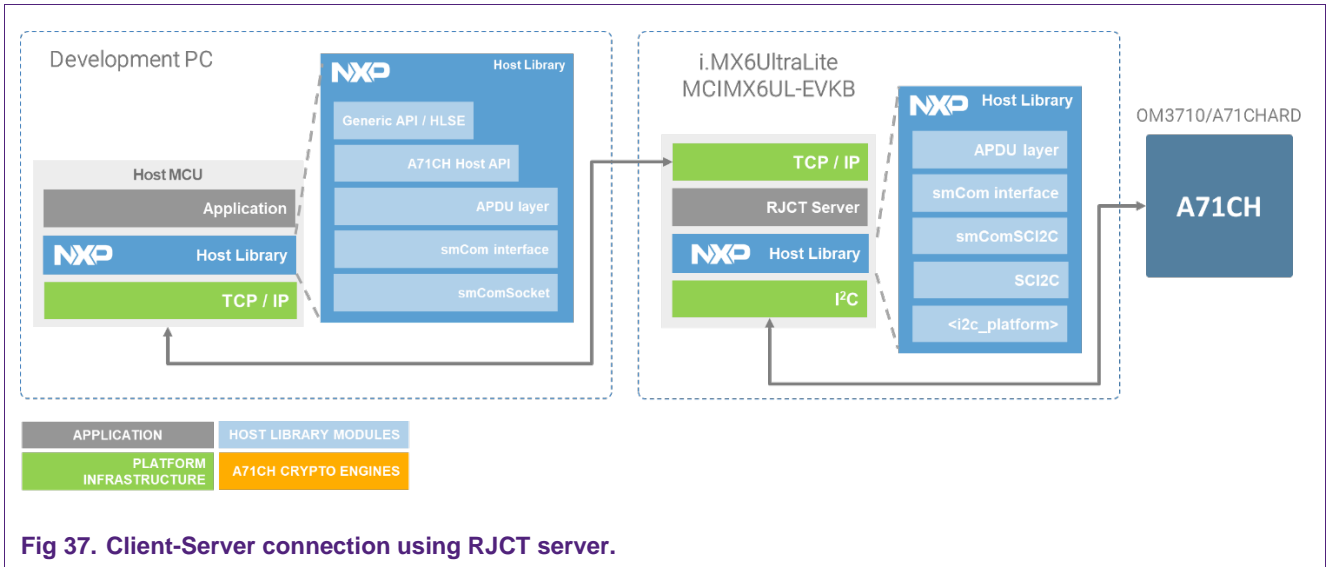 Development PC
Host MCU
Application
NXP Host Library
TCP / IP
NXP Host Library
Generic API / HLSE
A71CH Host API
APDU layer
smCom interface
smComSocket
i.MX6UltraLite
MCIMX6UL-EVKB
TCP / IP
RJCT Server
NXP Host Library
I²C
NXP Host Library
APDU layer
smCom interface
smComSCI2C
SCI2C
<i2c_platform>
OM3710/A71CHARD
A71CH
APPLICATION
HOST LIBRARY MODULES
PLATFORM
INFRASTRUCTURE
A71CH CRYPTO ENGINES
Fig 37. Client-Server connection using RJCT server.